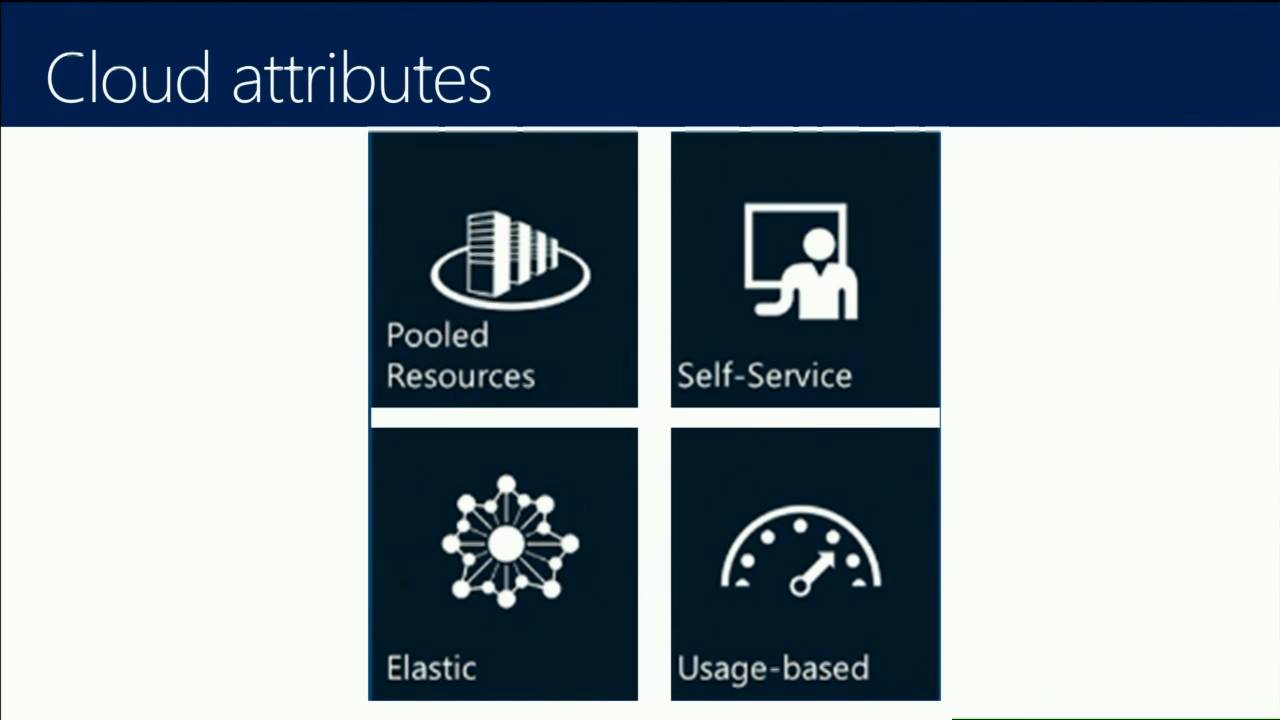 Cloud attributes
Pooled
Resources
Self-Service
Elastic
Usage-based